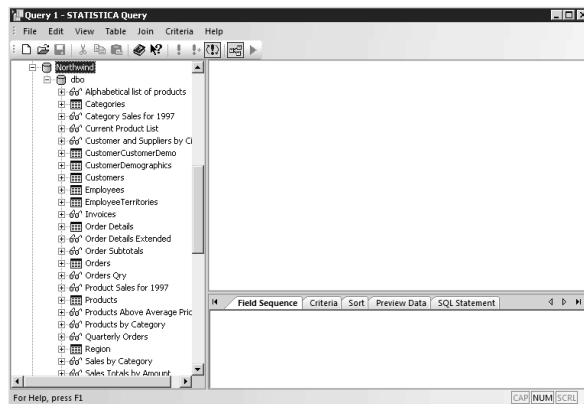 Query 1 - STATISTICA Query
File Edit View Table Join Criteria Help
Northwind
dbo
Alphabetical list of products
Categories
Category Sales for 1997
Current Product List
Customer and Suppliers by Ci
CustomerCustomerDemo
CustomerDemographics
Customers
Employees
EmployeeTerritories
Invoices
Order Details
Order Details Extended
Order Subtotals
Orders
Orders Qry
Product Sales for 1997
Products
Products Above Average Pric
Products by Category
Quarterly Orders
Region
Sales by Category
Sales Totals by Amount
Field Sequence Criteria Sort Preview Data SQL Statement
For Help, press F1
CAP NUM SCRL